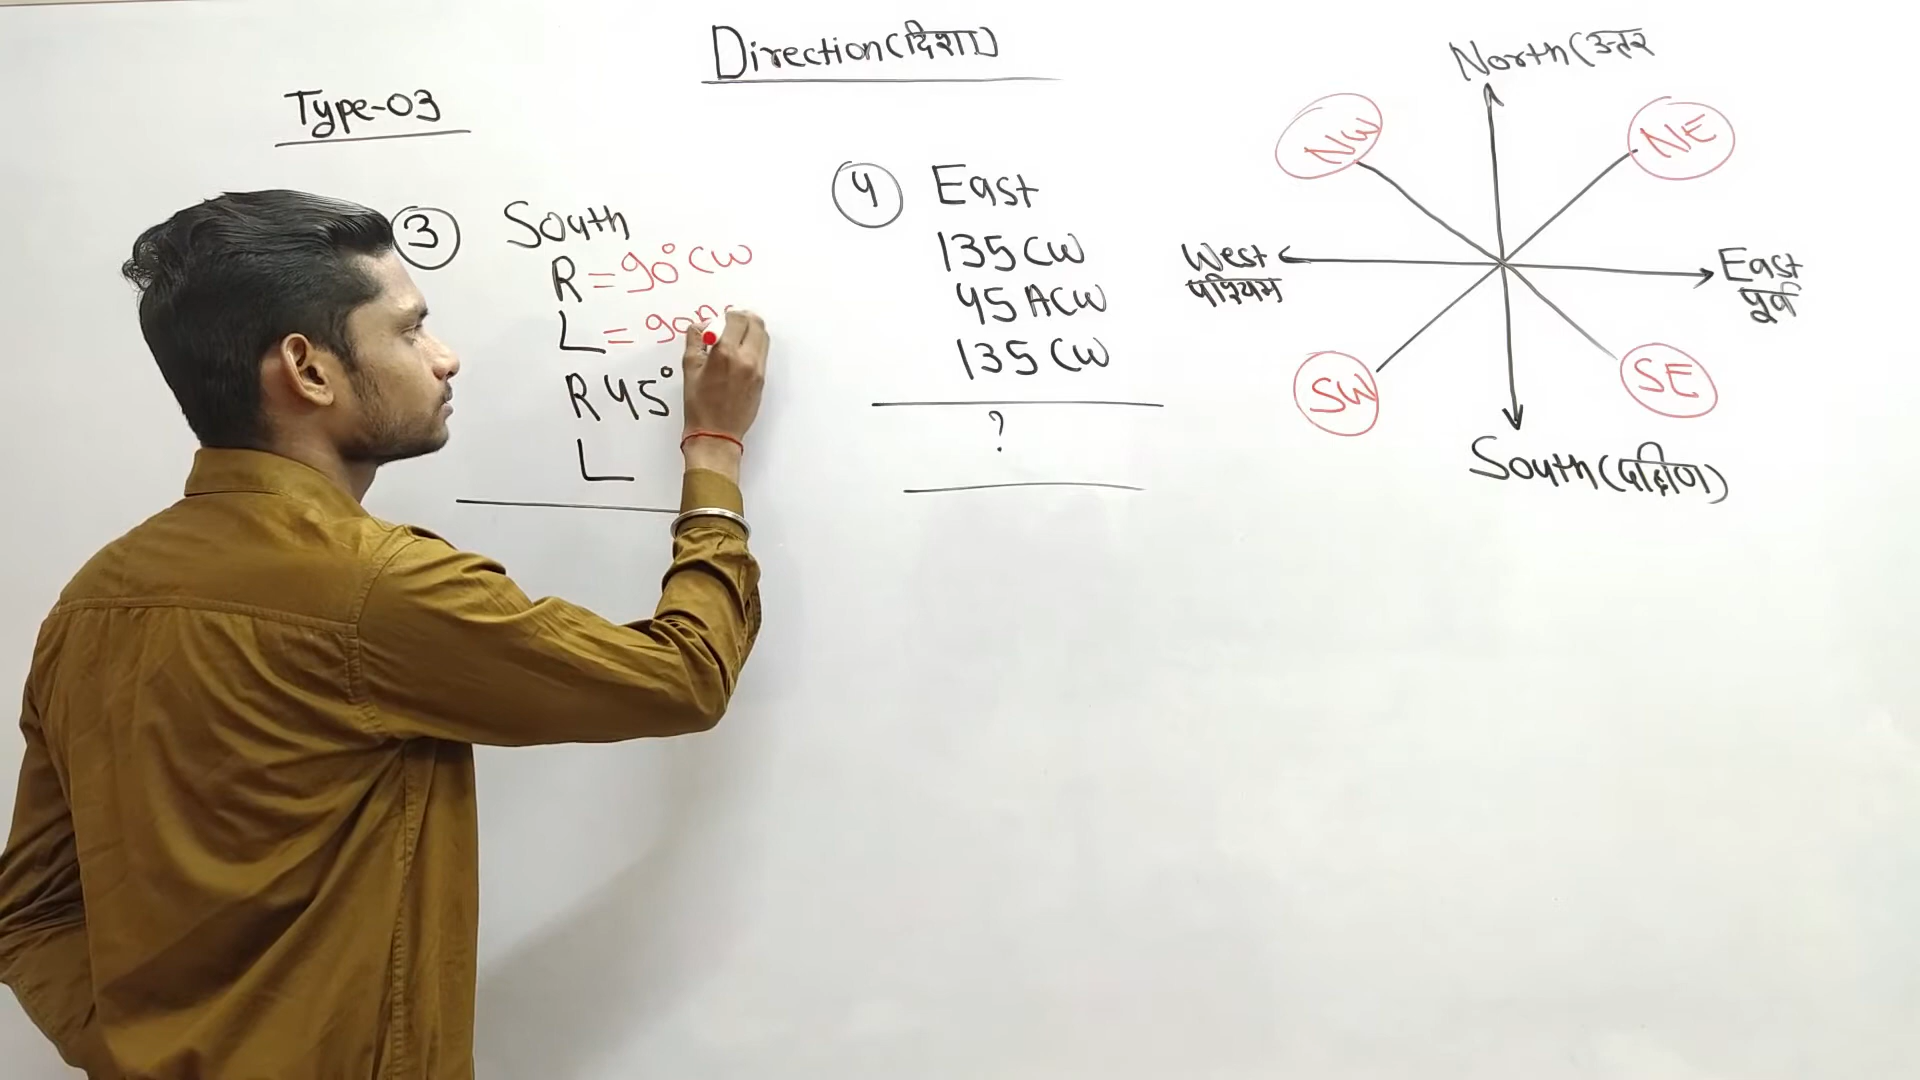 Direction(दिशा)
Type-03
3 South
R = 90° CW
L = 90
R 45°
L
4 East
135 CW
45 ACW
135 CW
?
North(उत्तर
NW
NE
West
पश्चिम
East
पूर्व
SW
SE
South(दक्षिण)